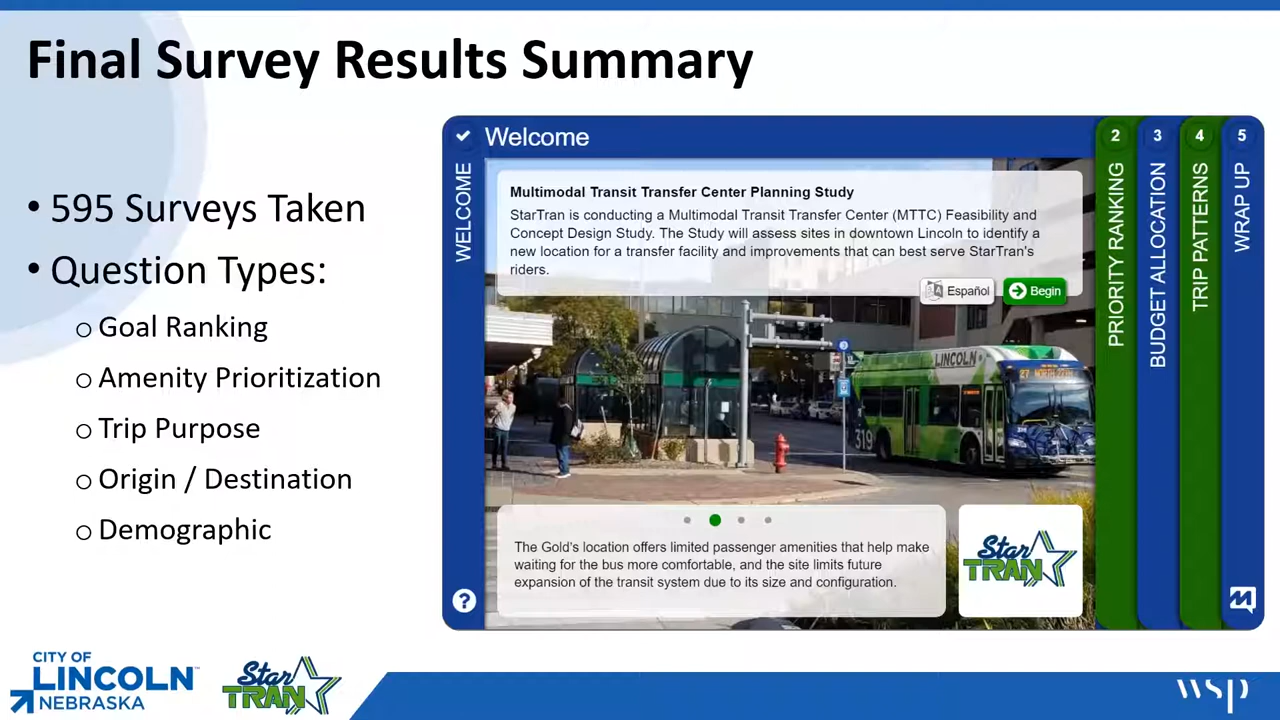 Final Survey Results Summary
• 595 Surveys Taken
• Question Types:
o Goal Ranking
o Amenity Prioritization
o Trip Purpose
o Origin / Destination
o Demographic
Welcome
WELCOME
Multimodal Transit Transfer Center Planning Study
StarTran is conducting a Multimodal Transit Transfer Center (MTTC) Feasibility and
Concept Design Study. The Study will assess sites in downtown Lincoln to identify a
new location for a transfer facility and improvements that can best serve StarTran's
riders.
Español
Begin
LINCOLN
27
319
The Gold's location offers limited passenger amenities that help make
waiting for the bus more comfortable, and the site limits future
expansion of the transit system due to its size and configuration.
Star
TRAN
?
2
PRIORITY RANKING
3
BUDGET ALLOCATION
4
TRIP PATTERNS
5
WRAP UP
CITY OF
LINCOLN™
NEBRASKA
Star
TRAN
wsp